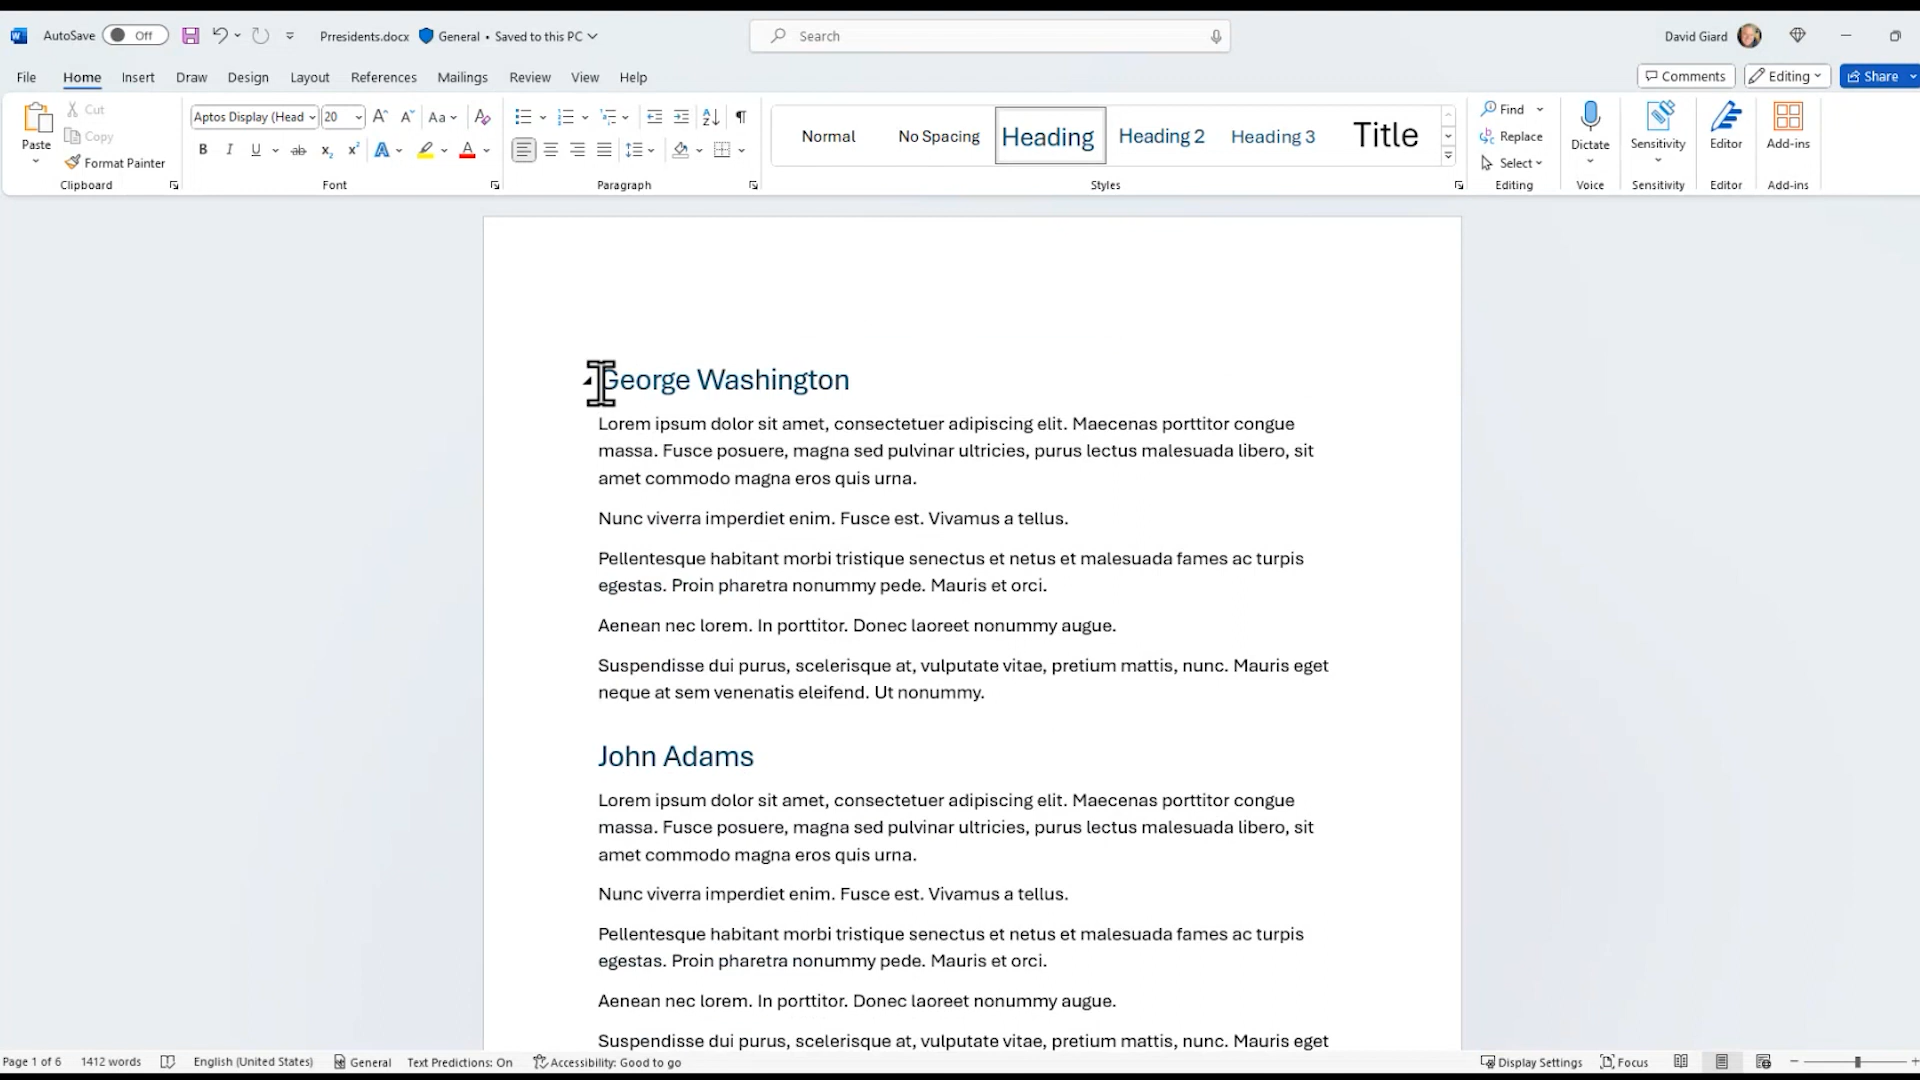 AutoSave Off Prresidents.docx General • Saved to this PC Search David Giard
File Home Insert Draw Design Layout References Mailings Review View Help Comments Editing Share
Paste Cut Copy Format Painter
Aptos Display (Head 20 Aa
B I U ab x₂ x² A A
Normal No Spacing Heading Heading 2 Heading 3 Title
Find Replace Select
Dictate Sensitivity Editor Add-ins
Clipboard Font Paragraph Styles Editing Voice Sensitivity Editor Add-ins
George Washington
Lorem ipsum dolor sit amet, consectetuer adipiscing elit. Maecenas porttitor congue
massa. Fusce posuere, magna sed pulvinar ultricies, purus lectus malesuada libero, sit
amet commodo magna eros quis urna.
Nunc viverra imperdiet enim. Fusce est. Vivamus a tellus.
Pellentesque habitant morbi tristique senectus et netus et malesuada fames ac turpis
egestas. Proin pharetra nonummy pede. Mauris et orci.
Aenean nec lorem. In porttitor. Donec laoreet nonummy augue.
Suspendisse dui purus, scelerisque at, vulputate vitae, pretium mattis, nunc. Mauris eget
neque at sem venenatis eleifend. Ut nonummy.
John Adams
Lorem ipsum dolor sit amet, consectetuer adipiscing elit. Maecenas porttitor congue
massa. Fusce posuere, magna sed pulvinar ultricies, purus lectus malesuada libero, sit
amet commodo magna eros quis urna.
Nunc viverra imperdiet enim. Fusce est. Vivamus a tellus.
Pellentesque habitant morbi tristique senectus et netus et malesuada fames ac turpis
egestas. Proin pharetra nonummy pede. Mauris et orci.
Aenean nec lorem. In porttitor. Donec laoreet nonummy augue.
Suspendisse dui purus, scelerisque at, vulputate vitae, pretium mattis, nunc. Mauris eget
Page 1 of 6 1412 words English (United States) General Text Predictions: On Accessibility: Good to go Display Settings Focus